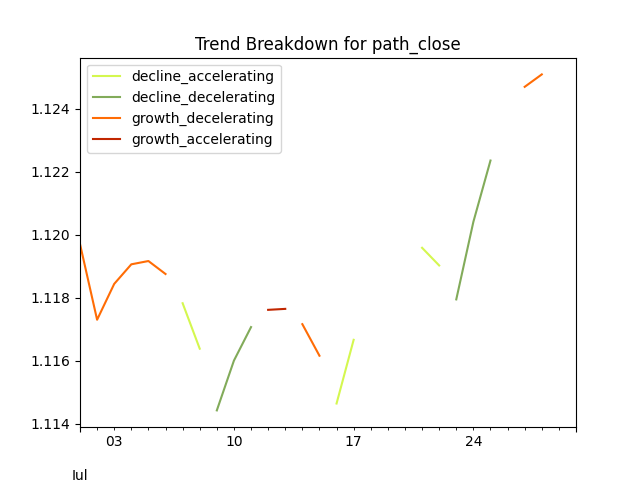 Trend Breakdown for path_close
decline_accelerating
decline_decelerating
growth_decelerating
growth_accelerating
1.124
1.122
1.120
1.118
1.116
1.114
03 10 17 24
Iul